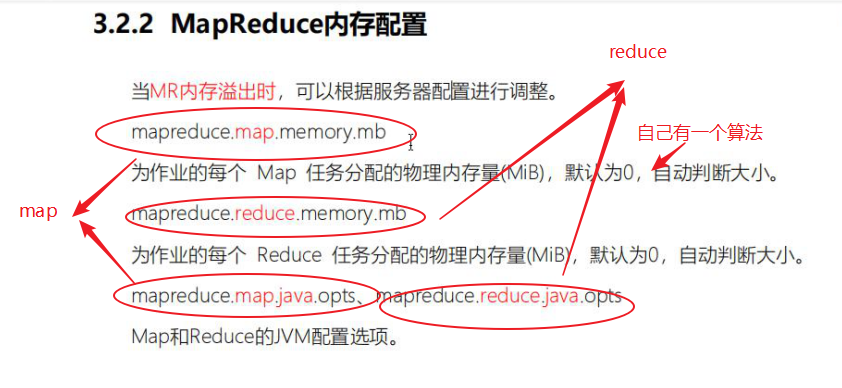 3.2.2 MapReduce内存配置
reduce
当MR内存溢出时，可以根据服务器配置进行调整。
mapreduce.map.memory.mb
自己有一个算法
为作业的每个 Map 任务分配的物理内存量(MiB)，默认为0，自动判断大小。
map
mapreduce.reduce.memory.mb
为作业的每个 Reduce 任务分配的物理内存量(MiB)，默认为0，自动判断大小。
mapreduce.map.java.opts、mapreduce.reduce.java.opts
Map和Reduce的JVM配置选项。